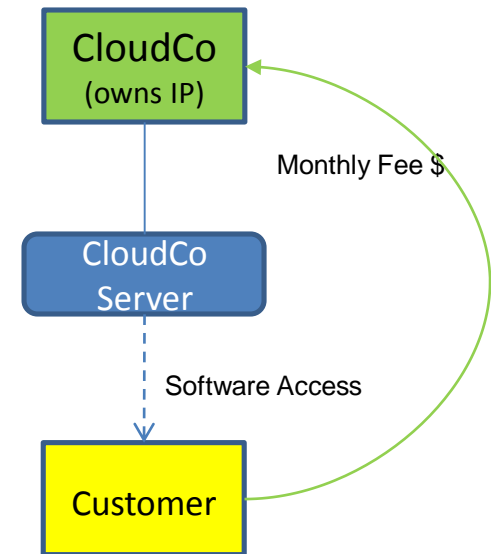 CloudCo
(owns IP)
Monthly Fee $
CloudCo
Server
Software Access
Customer